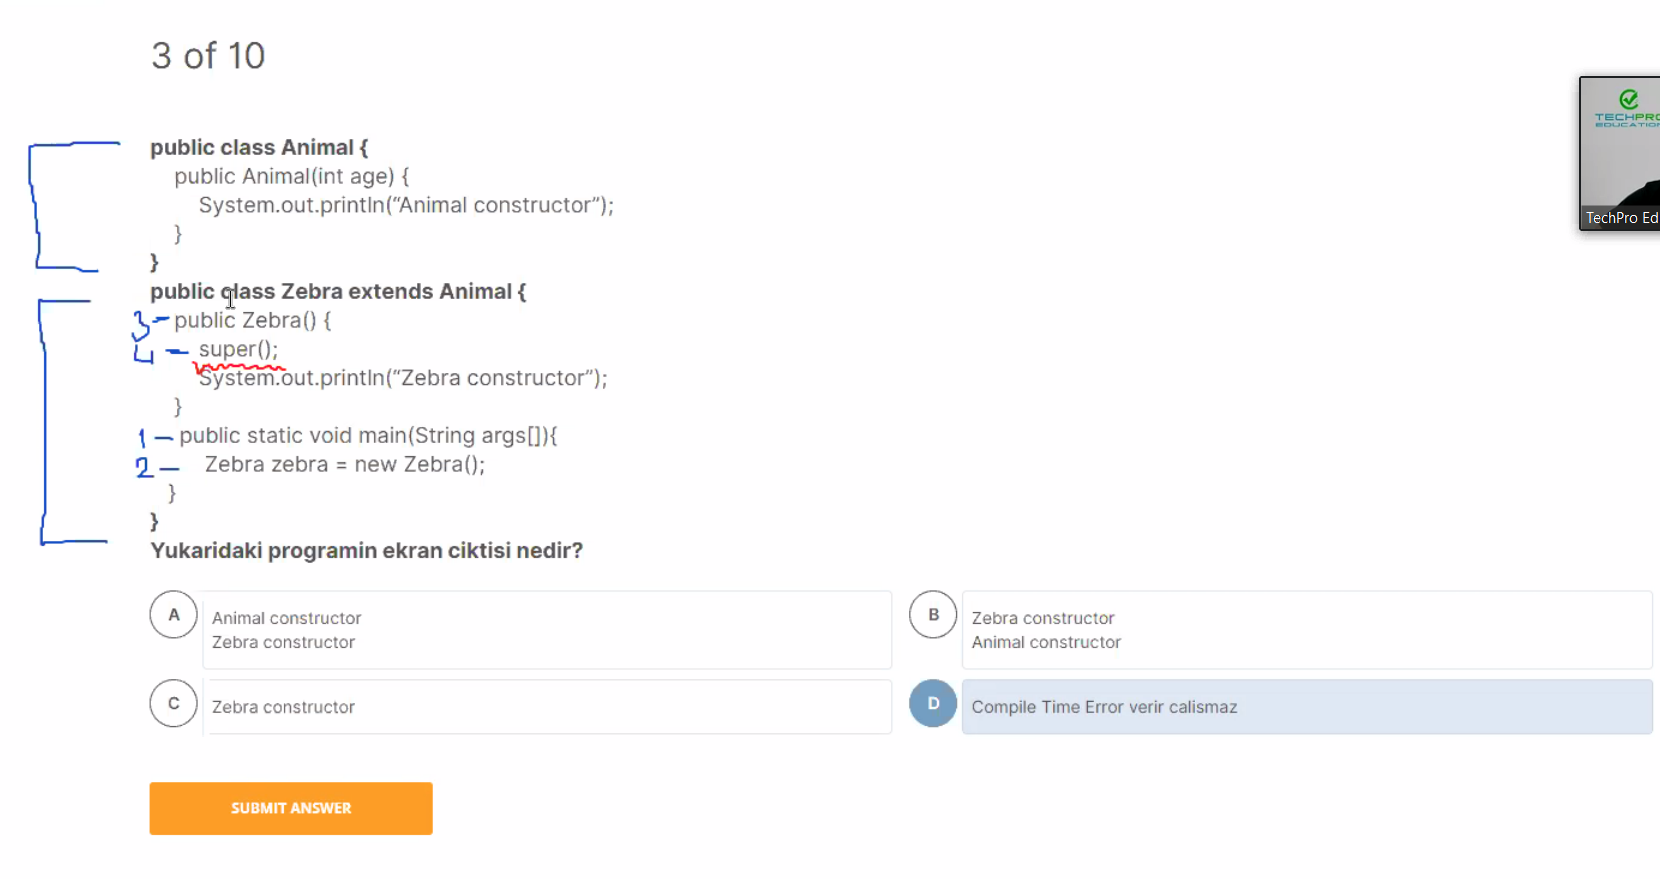 3 of 10
public class Animal {
public Animal(int age) {
System.out.println(“Animal constructor”);
}
}
public class Zebra extends Animal {
3 – public Zebra() {
4 – super();
System.out.println(“Zebra constructor”);
}
1 – public static void main(String args[]){
2 – Zebra zebra = new Zebra();
}
}
Yukaridaki programin ekran ciktisi nedir?
A
Animal constructor
Zebra constructor
B
Zebra constructor
Animal constructor
C
Zebra constructor
D
Compile Time Error verir calismaz
SUBMIT ANSWER
TECHPRO
EDUCATION
TechPro Ed